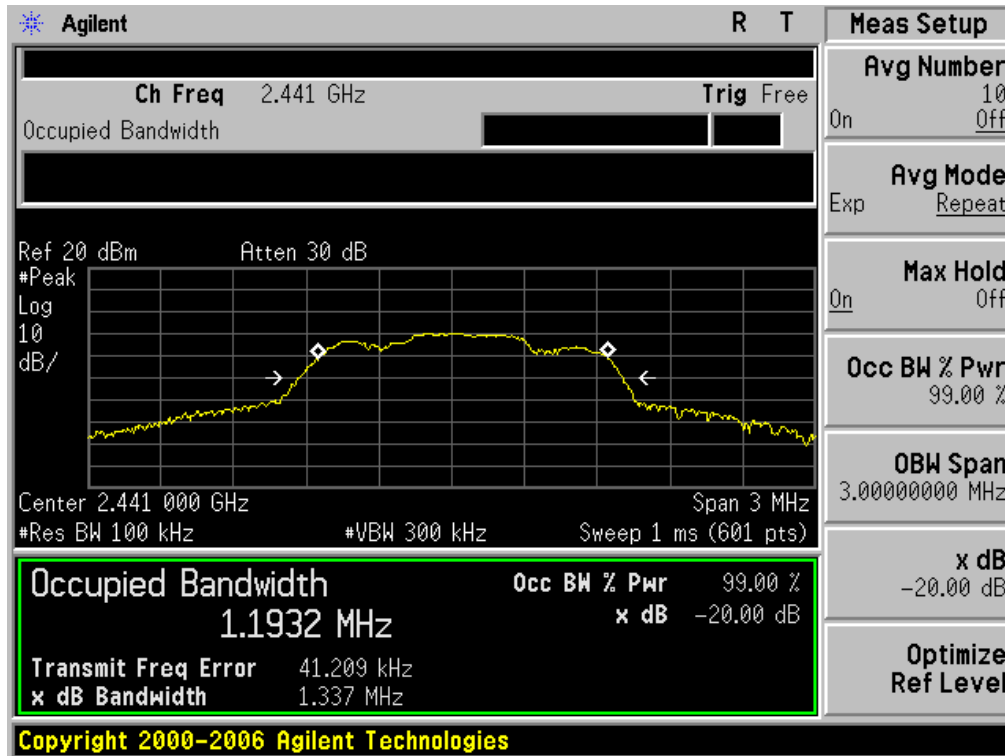 Agilent R T
Ch Freq 2.441 GHz Trig Free
Occupied Bandwidth
Ref 20 dBm Atten 30 dB
#Peak
Log
10
dB/
Center 2.441 000 GHz Span 3 MHz
#Res BW 100 kHz #VBW 300 kHz Sweep 1 ms (601 pts)
Occupied Bandwidth Occ BW % Pwr 99.00 %
1.1932 MHz x dB -20.00 dB
Transmit Freq Error 41.209 kHz
x dB Bandwidth 1.337 MHz
Copyright 2000-2006 Agilent Technologies
Meas Setup
Avg Number
10
On Off
Avg Mode
Exp Repeat
Max Hold
On Off
Occ BW % Pwr
99.00 %
OBW Span
3.00000000 MHz
x dB
-20.00 dB
Optimize
Ref Level